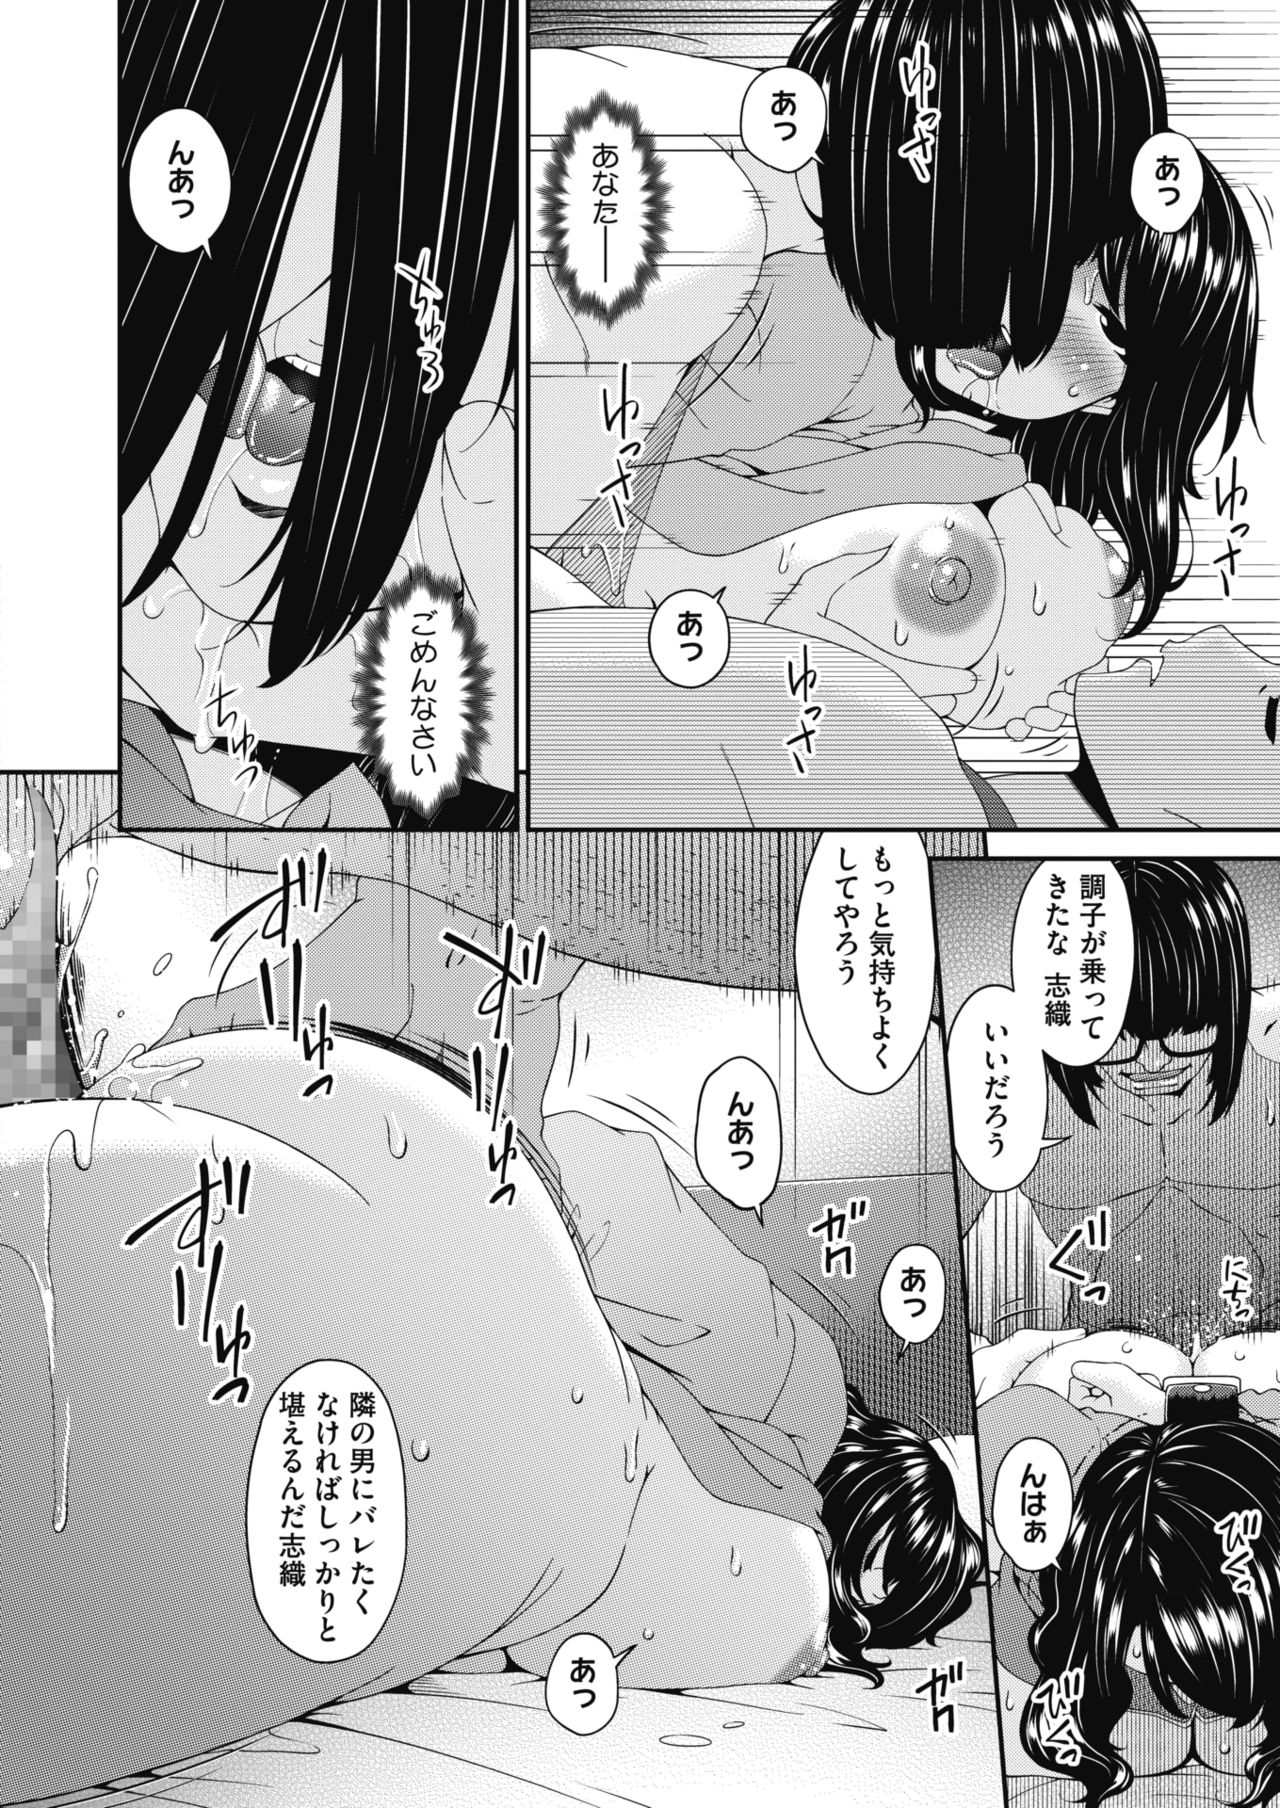 ゆっさ
あっ
あっ
あなた―
ゆっさー
ゆっさー
あっ
ゆっさー
んあっ
ちゅろ
ごめんなさい
ちゅっ
調子が乗って
きたな 志織
いいだろう
もっと気持ちよく
してやろう
ぐっ
にちっ
んはぁ
びくっ
びくっ
んあっ
ガク
あっ
ずりゅっ
ずりゅっ
ずりゅっ
隣の男にバレたく
なければしっかりと
堪えるんだ志織
あっ
ガク